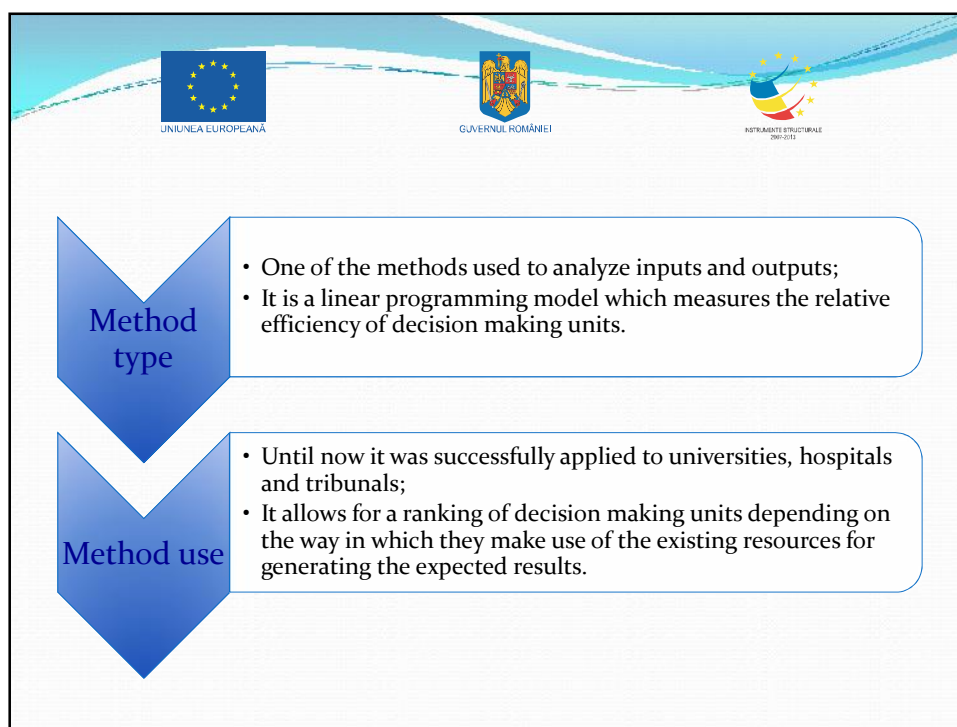 UNIUNEA EUROPEANĂ
GUVERNUL ROMÂNIEI
INSTRUMENTE STRUCTURALE
2007-2013
Method
type
• One of the methods used to analyze inputs and outputs;
• It is a linear programming model which measures the relative
efficiency of decision making units.
Method use
• Until now it was successfully applied to universities, hospitals
and tribunals;
• It allows for a ranking of decision making units depending on
the way in which they make use of the existing resources for
generating the expected results.